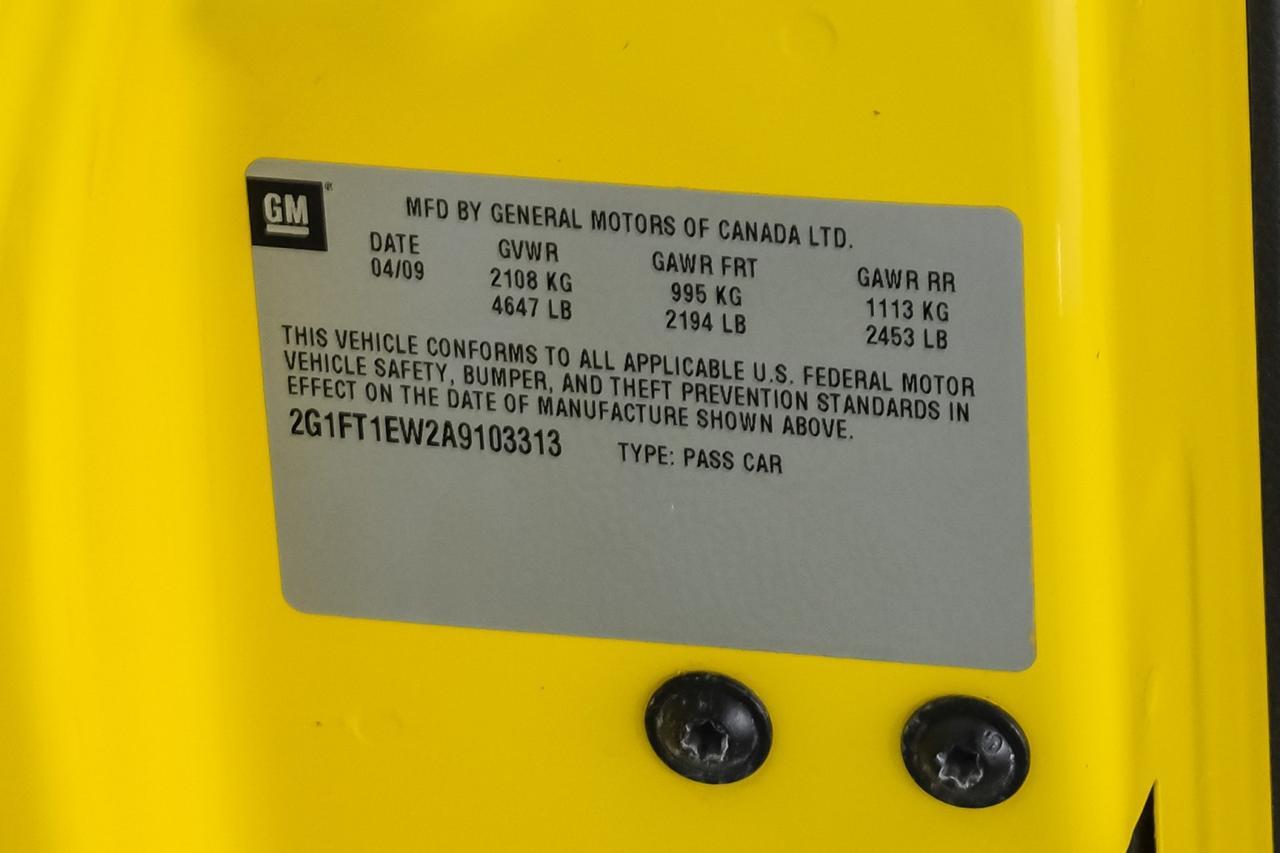 GM
MFD BY GENERAL MOTORS OF CANADA LTD.
DATE GVWR GAWR FRT GAWR RR
04/09 2108 KG 995 KG 1113 KG
4647 LB 2194 LB 2453 LB
THIS VEHICLE CONFORMS TO ALL APPLICABLE U.S. FEDERAL MOTOR
VEHICLE SAFETY, BUMPER, AND THEFT PREVENTION STANDARDS IN
EFFECT ON THE DATE OF MANUFACTURE SHOWN ABOVE.
2G1FT1EW2A9103313 TYPE: PASS CAR